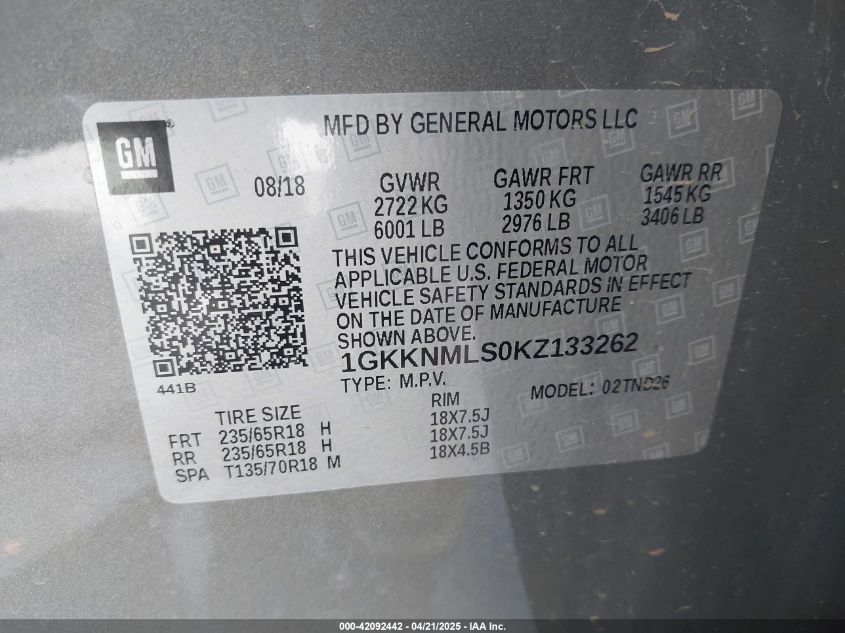 MFD BY GENERAL MOTORS LLC
GM
08/18
GVWR GAWR FRT GAWR RR
2722 KG 1350 KG 1545 KG
6001 LB 2976 LB 3406 LB
THIS VEHICLE CONFORMS TO ALL
APPLICABLE U.S. FEDERAL MOTOR
VEHICLE SAFETY STANDARDS IN EFFECT
ON THE DATE OF MANUFACTURE
SHOWN ABOVE.
1GKKNMLS0KZ133262
TYPE: M.P.V. MODEL: 02TND26
441B
TIRE SIZE RIM
FRT 235/65R18 H 18X7.5J
RR 235/65R18 H 18X7.5J
SPA T135/70R18 M 18X4.5B
000-42092442 - 04/21/2025 - IAA Inc.